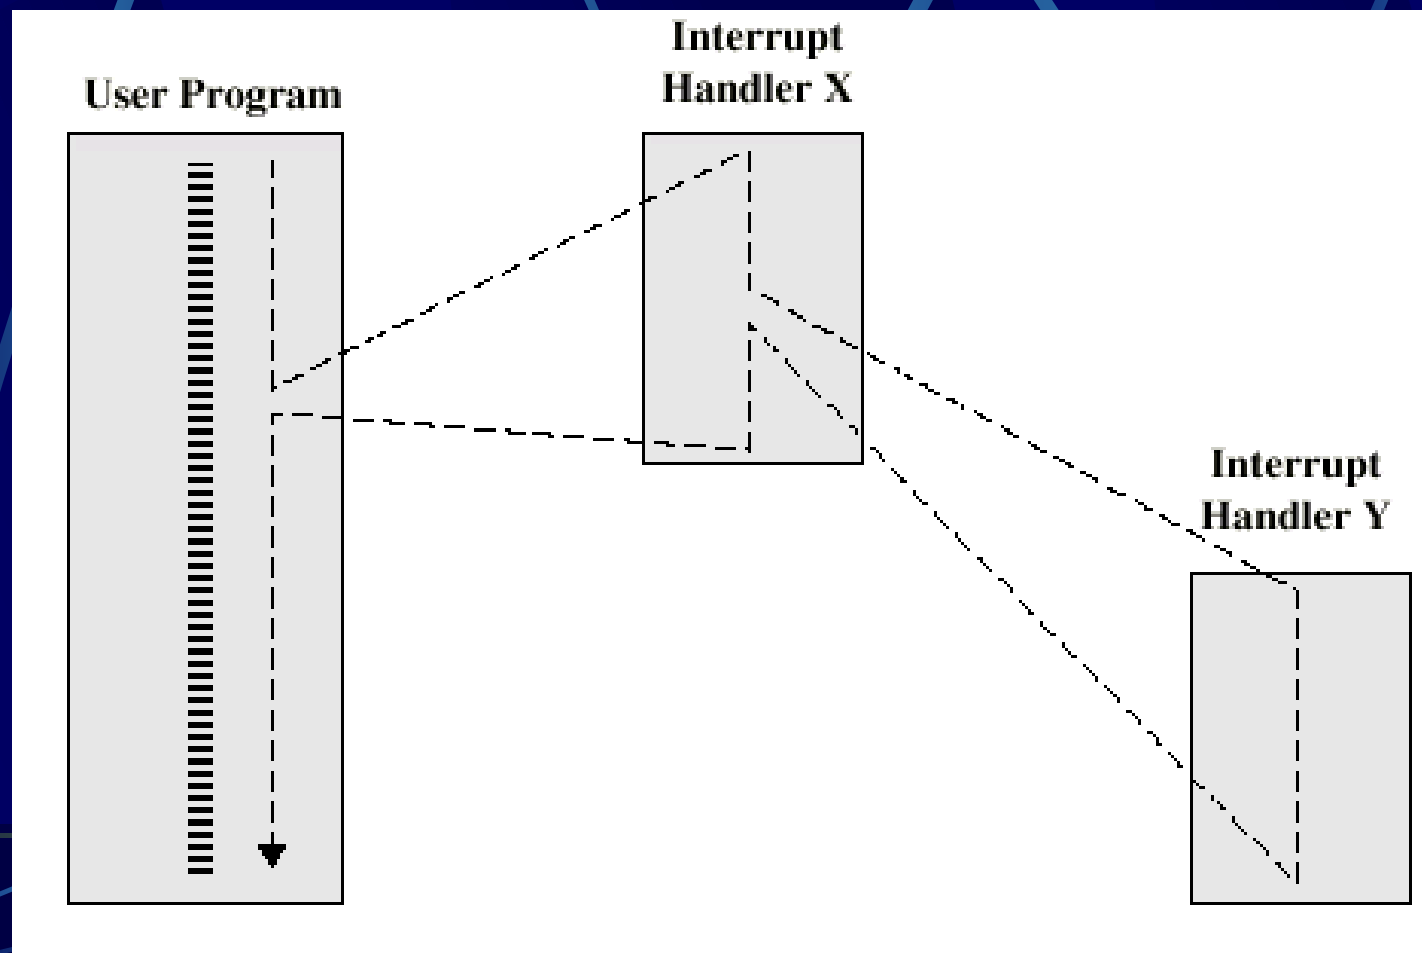 User Program
Interrupt
Handler X
Interrupt
Handler Y